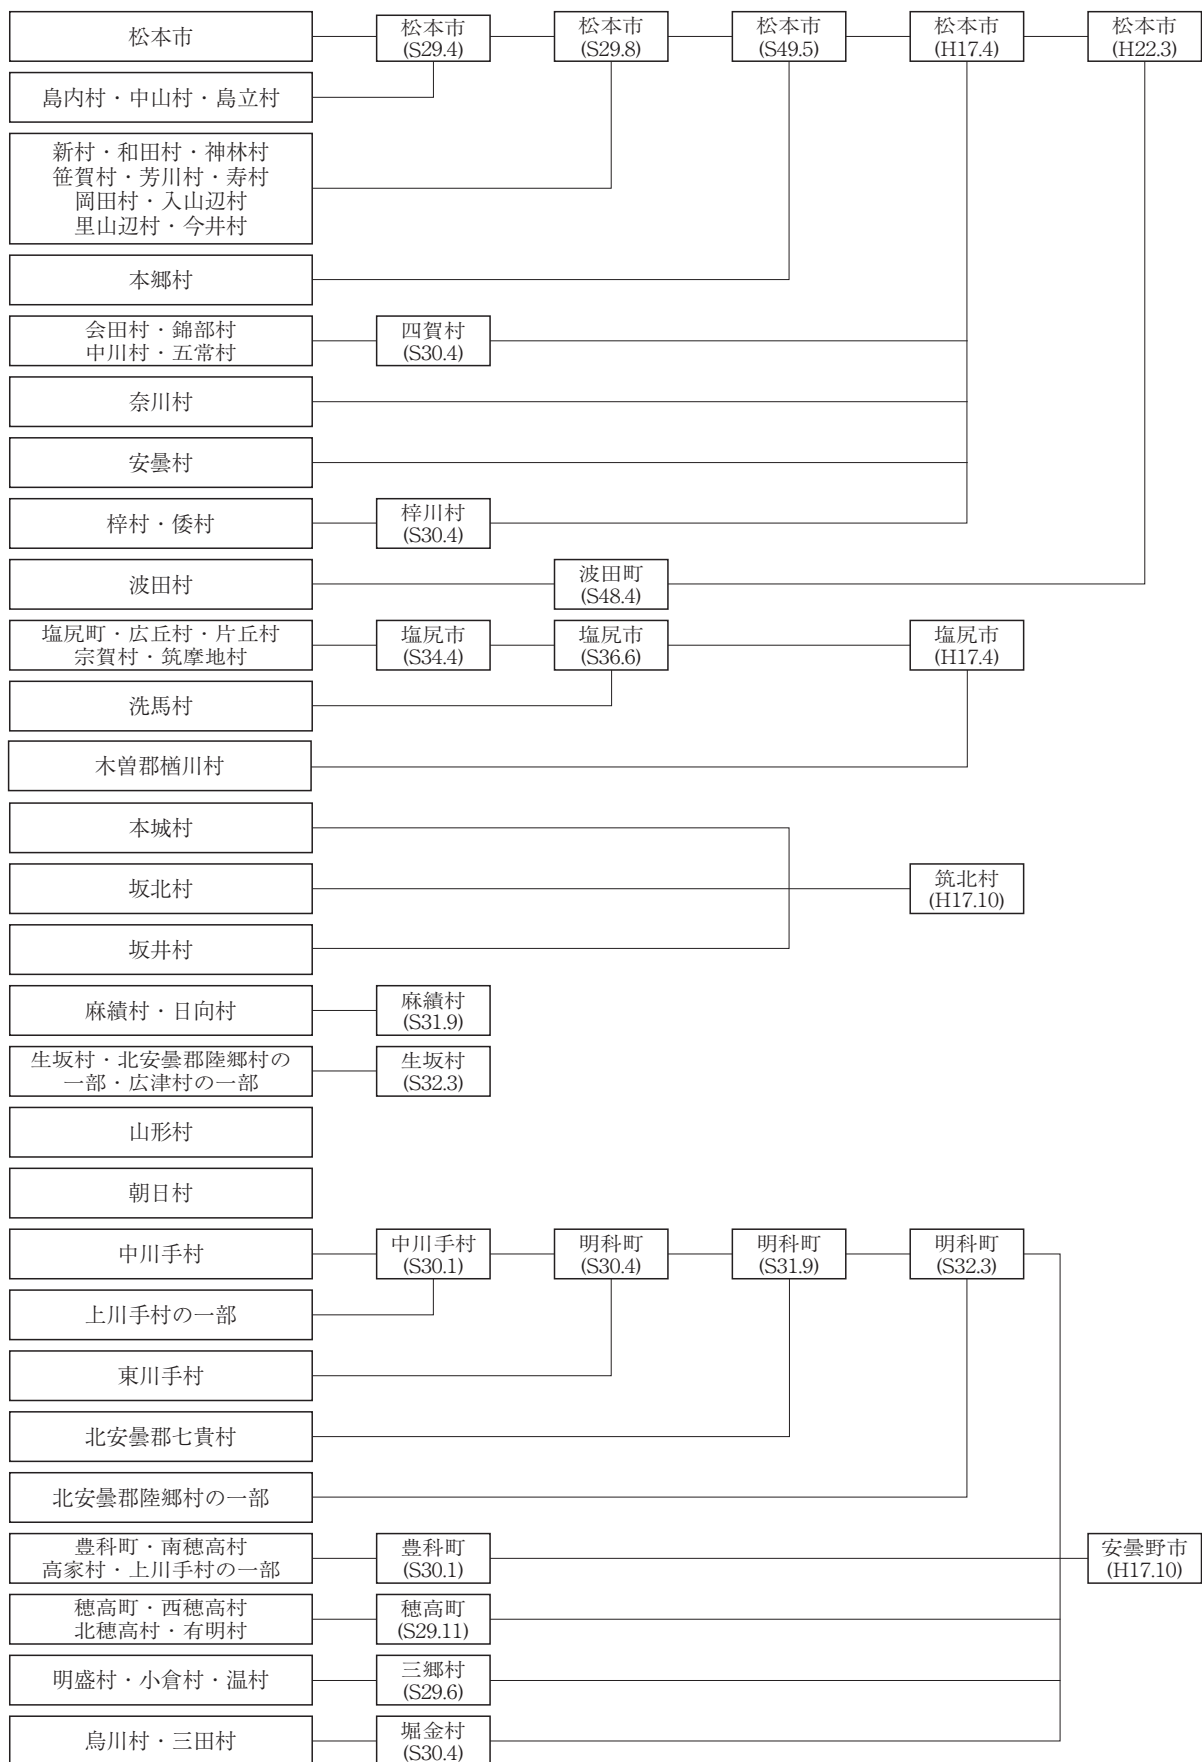 松本市
松本市
(S29.4)
松本市
(S29.8)
松本市
(S49.5)
松本市
(H17.4)
松本市
(H22.3)
島内村・中山村・島立村
新村・和田村・神林村
笹賀村・芳川村・寿村
岡田村・入山辺村
里山辺村・今井村
本郷村
会田村・錦部村
中川村・五常村
四賀村
(S30.4)
奈川村
安曇村
梓村・倭村
梓川村
(S30.4)
波田村
波田町
(S48.4)
塩尻町・広丘村・片丘村
宗賀村・筑摩地村
塩尻市
(S34.4)
塩尻市
(S36.6)
塩尻市
(H17.4)
洗馬村
木曽郡楢川村
本城村
坂北村
筑北村
(H17.10)
坂井村
麻績村・日向村
麻績村
(S31.9)
生坂村・北安曇郡陸郷村の
一部・広津村の一部
生坂村
(S32.3)
山形村
朝日村
中川手村
中川手村
(S30.1)
明科町
(S30.4)
明科町
(S31.9)
明科町
(S32.3)
上川手村の一部
東川手村
北安曇郡七貴村
北安曇郡陸郷村の一部
豊科町・南穂高村
高家村・上川手村の一部
豊科町
(S30.1)
安曇野市
(H17.10)
穂高町・西穂高村
北穂高村・有明村
穂高町
(S29.11)
明盛村・小倉村・温村
三郷村
(S29.6)
烏川村・三田村
堀金村
(S30.4)